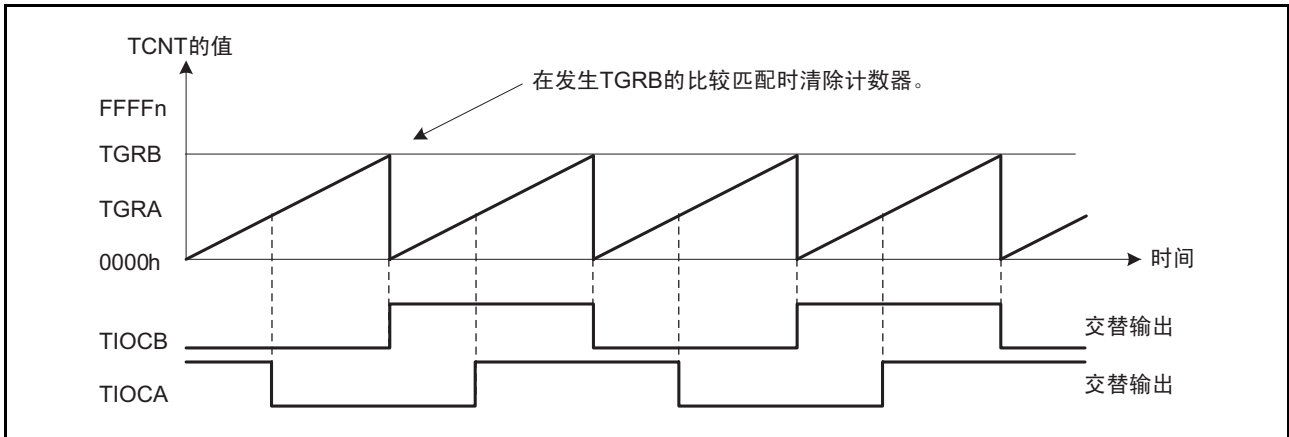 TCNT的值
在发生TGRB的比较匹配时清除计数器。
FFFFn
TGRB
TGRA
0000h
时间
TIOCB
交替输出
TIOCA
交替输出